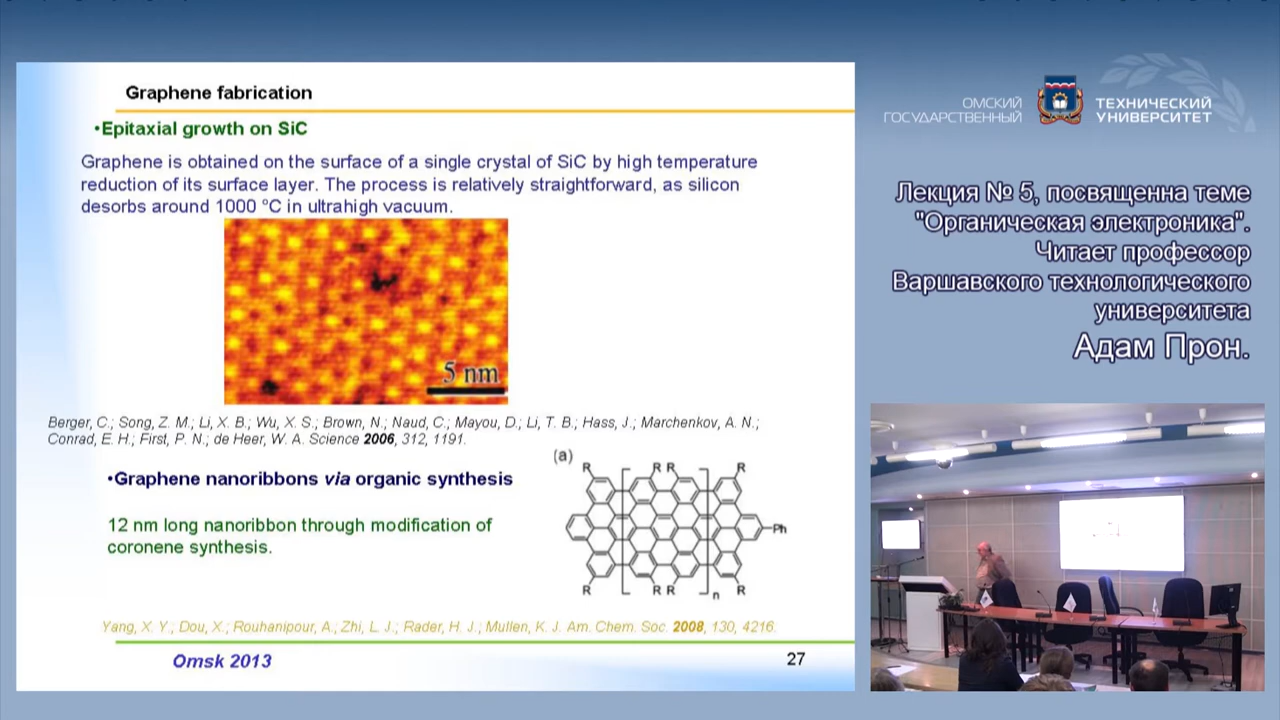 Graphene fabrication
•Epitaxial growth on SiC
Graphene is obtained on the surface of a single crystal of SiC by high temperature
reduction of its surface layer. The process is relatively straightforward, as silicon
desorbs around 1000 °C in ultrahigh vacuum.
5 nm
Berger, C.; Song, Z. M.; Li, X. B.; Wu, X. S.; Brown, N.; Naud, C.; Mayou, D.; Li, T. B.; Hass, J.; Marchenkov, A. N.;
Conrad, E. H.; First, P. N.; de Heer, W. A. Science 2006, 312, 1191.
•Graphene nanoribbons via organic synthesis
12 nm long nanoribbon through modification of
coronene synthesis.
(a)
R R R R
Ph
R R R R
n
Yang, X. Y.; Dou, X.; Rouhanipour, A.; Zhi, L. J.; Rader, H. J.; Mullen, K. J. Am. Chem. Soc. 2008, 130, 4216.
Omsk 2013
27
ОМСКИЙ
ГОСУДАРСТВЕННЫЙ
ТЕХНИЧЕСКИЙ
УНИВЕРСИТЕТ
Лекция № 5, посвященна теме
"Органическая электроника".
Читает профессор
Варшавского технологического
университета
Адам Прон.